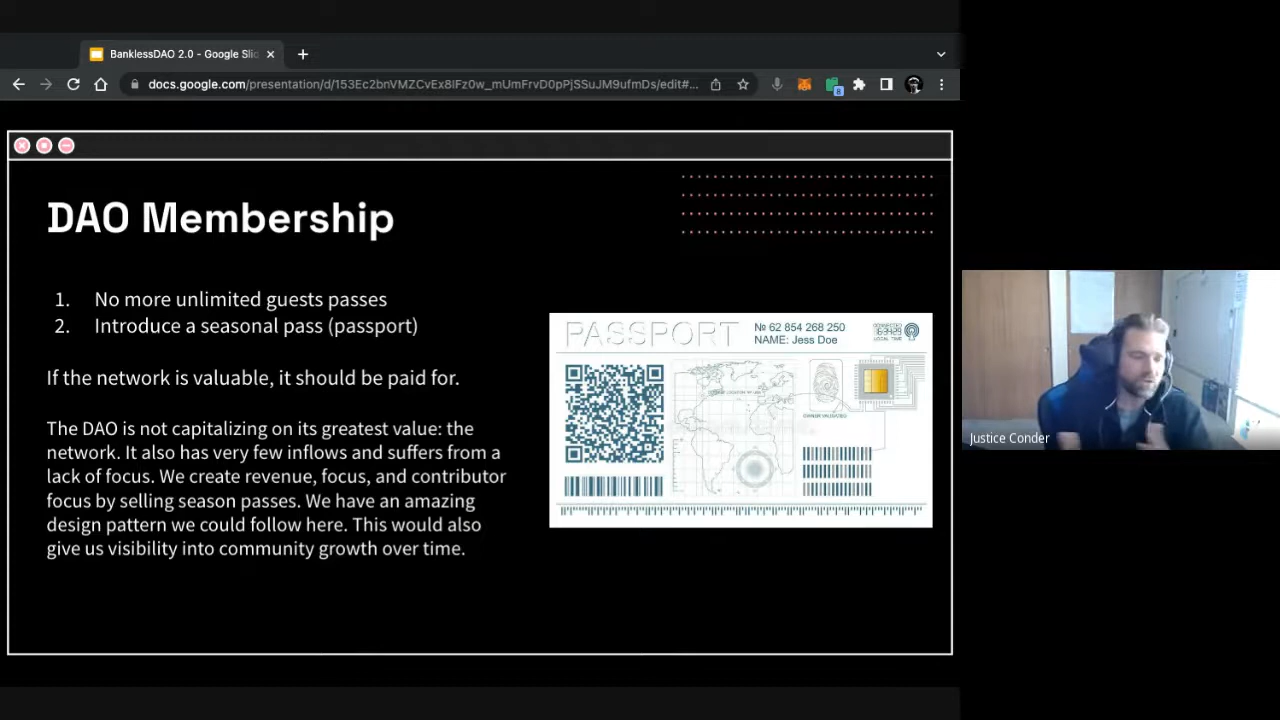 BanklessDAO 2.0 - Google Slic
docs.google.com/presentation/d/153Ec2bnVMZCvEx8IFz0w_mUmFrvD0pPjSSuJM9ufmDs/edit#...
8
DAO Membership
1. No more unlimited guests passes
2. Introduce a seasonal pass (passport)
If the network is valuable, it should be paid for.
The DAO is not capitalizing on its greatest value: the
network. It also has very few inflows and suffers from a
lack of focus. We create revenue, focus, and contributor
focus by selling season passes. We have an amazing
design pattern we could follow here. This would also
give us visibility into community growth over time.
PASSPORT
№ 62 854 268 250
NAME: Jess Doe
CONNECTED
LOCAL TIME
Justice Conder